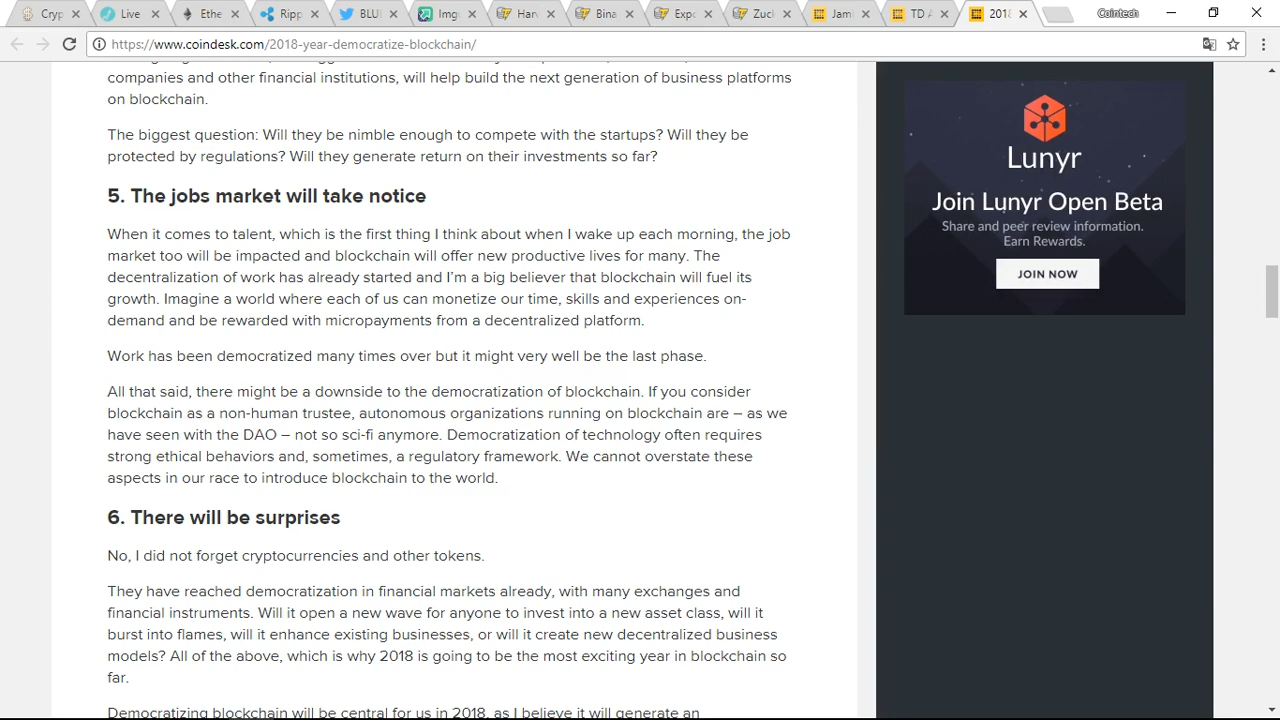 Cryp
Live
Ethe
Ripp
BLU
Imgr
Han
Bina
Expo
Zuc
Jam
TD A
2018
Cointech
https://www.coindesk.com/2018-year-democratize-blockchain/
companies and other financial institutions, will help build the next generation of business platforms
on blockchain.
The biggest question: Will they be nimble enough to compete with the startups? Will they be
protected by regulations? Will they generate return on their investments so far?
5. The jobs market will take notice
When it comes to talent, which is the first thing I think about when I wake up each morning, the job
market too will be impacted and blockchain will offer new productive lives for many. The
decentralization of work has already started and I'm a big believer that blockchain will fuel its
growth. Imagine a world where each of us can monetize our time, skills and experiences on-
demand and be rewarded with micropayments from a decentralized platform.
Work has been democratized many times over but it might very well be the last phase.
All that said, there might be a downside to the democratization of blockchain. If you consider
blockchain as a non-human trustee, autonomous organizations running on blockchain are – as we
have seen with the DAO – not so sci-fi anymore. Democratization of technology often requires
strong ethical behaviors and, sometimes, a regulatory framework. We cannot overstate these
aspects in our race to introduce blockchain to the world.
6. There will be surprises
No, I did not forget cryptocurrencies and other tokens.
They have reached democratization in financial markets already, with many exchanges and
financial instruments. Will it open a new wave for anyone to invest into a new asset class, will it
burst into flames, will it enhance existing businesses, or will it create new decentralized business
models? All of the above, which is why 2018 is going to be the most exciting year in blockchain so
far.
Democratizing blockchain will be central for us in 2018, as I believe it will generate an
Lunyr
Join Lunyr Open Beta
Share and peer review information.
Earn Rewards.
JOIN NOW